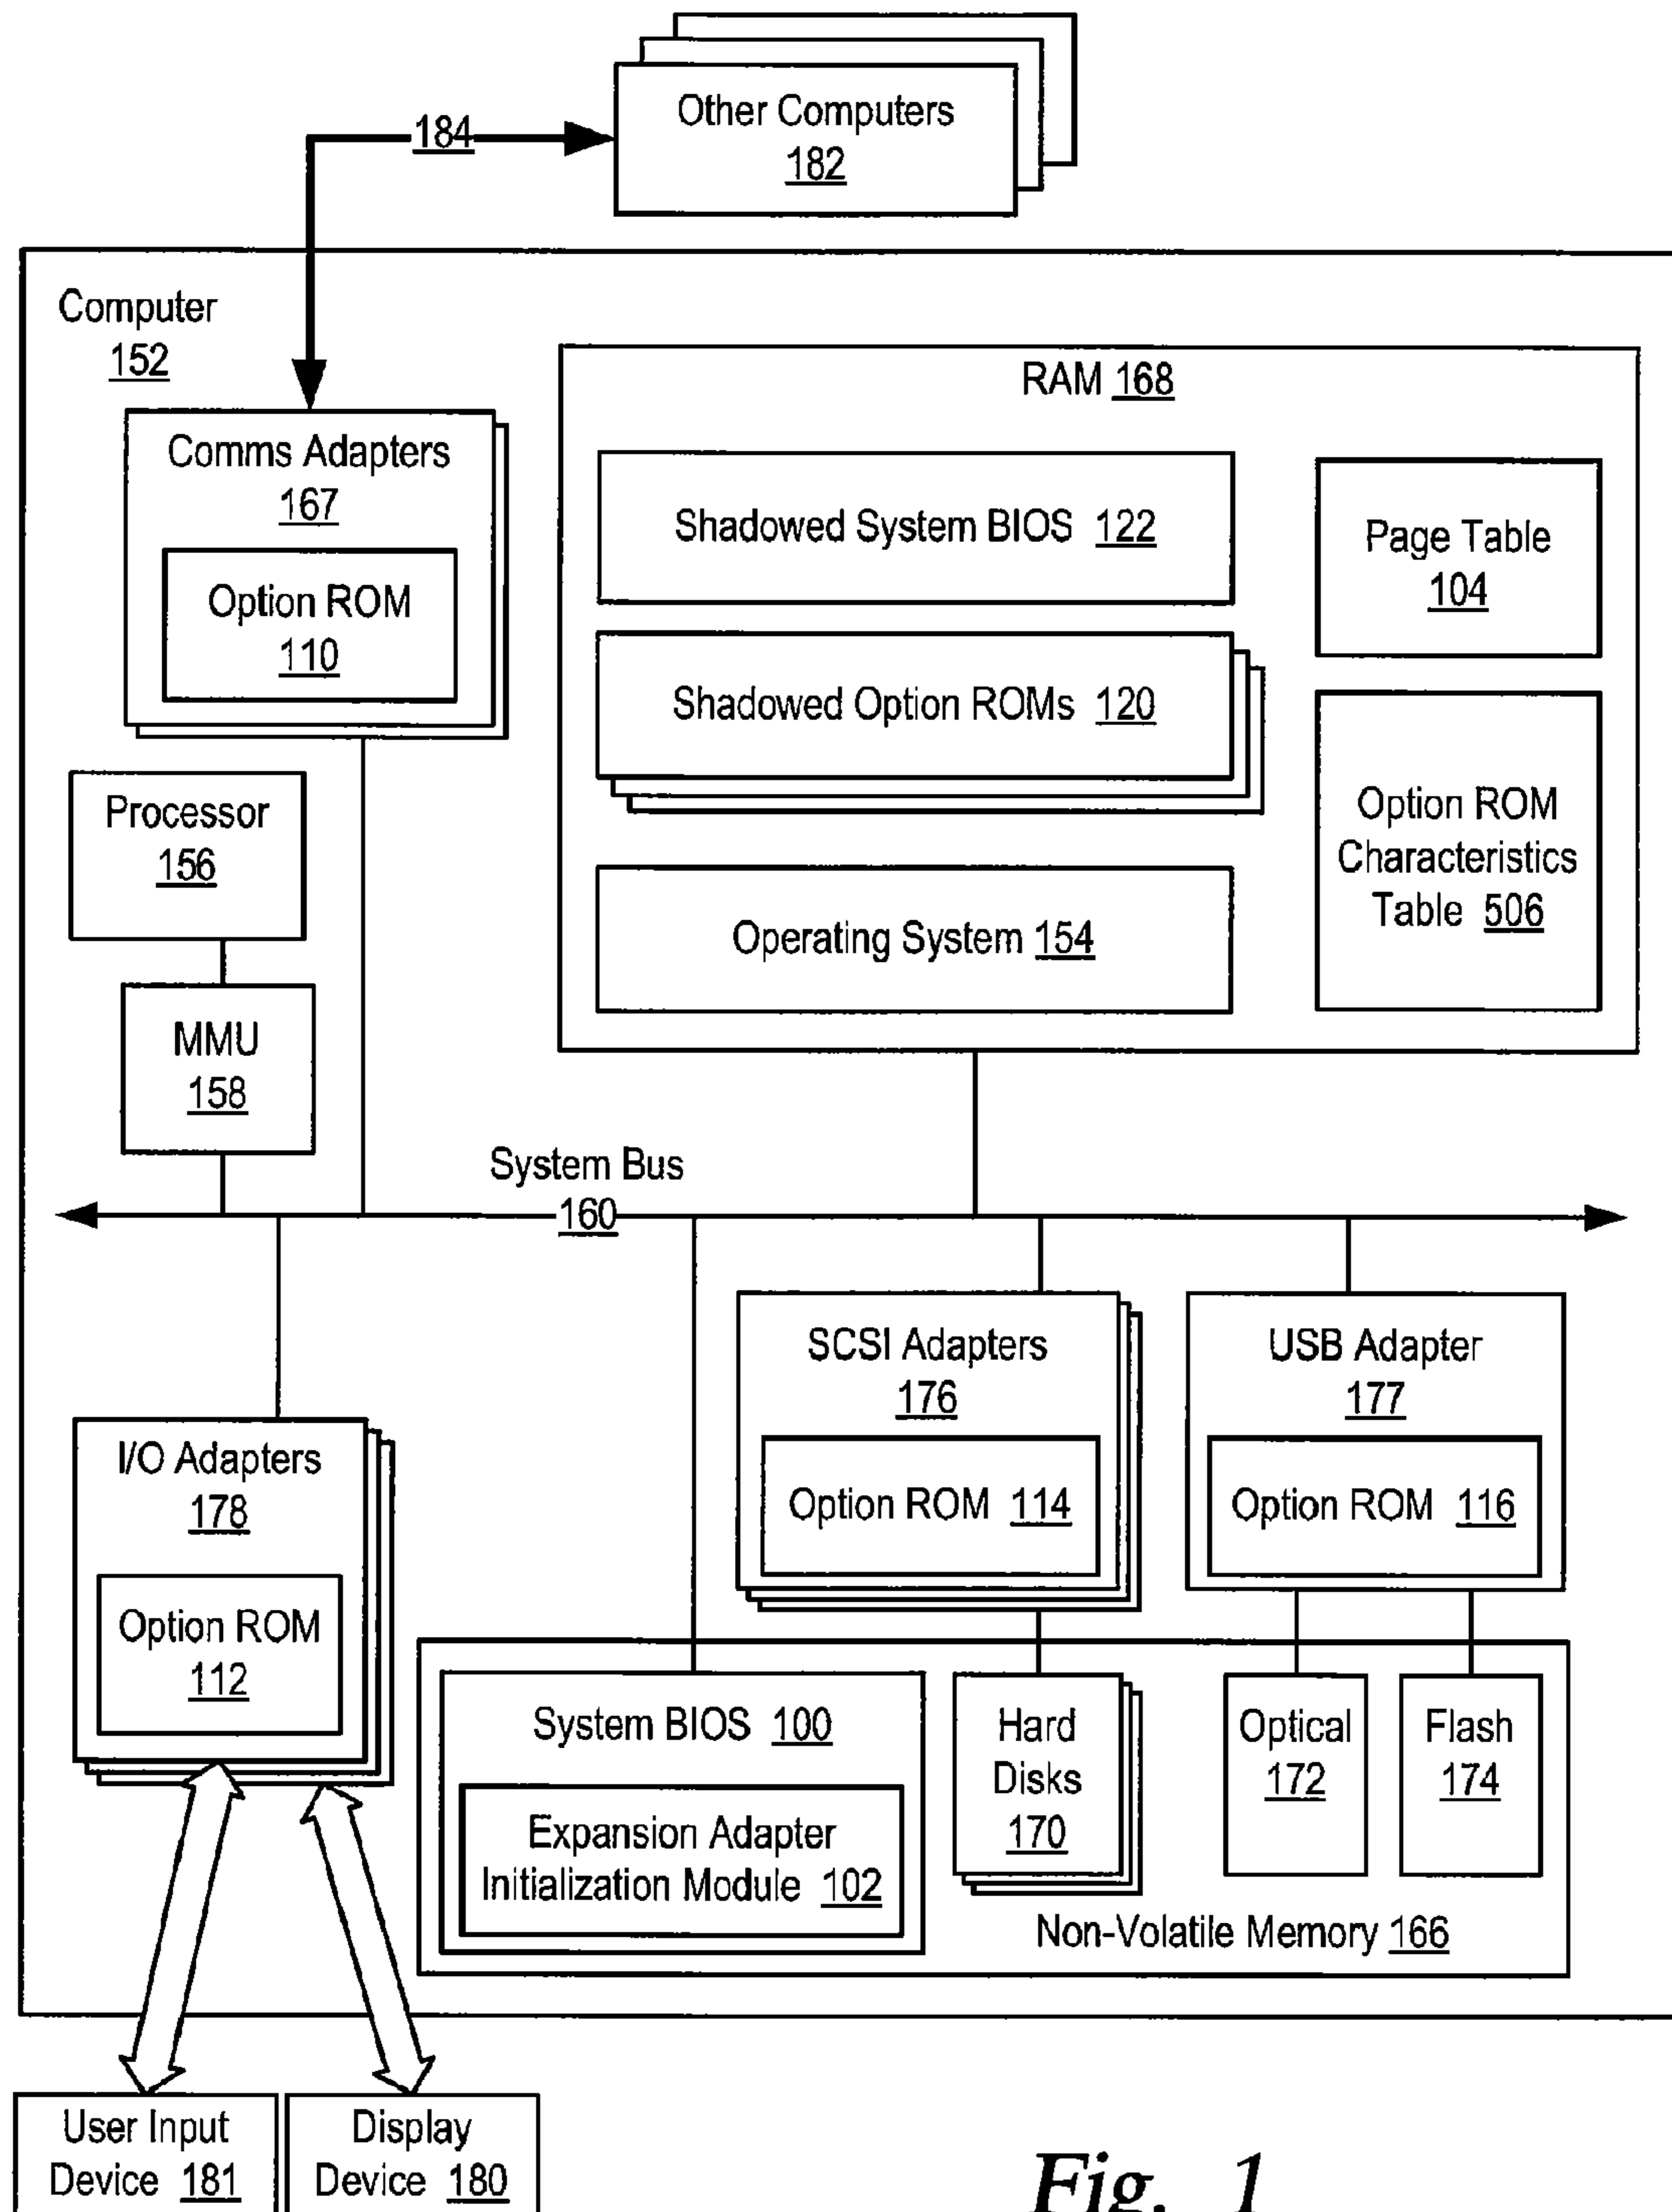 Other Computers
182
184
Computer
152
RAM 168
Comms Adapters
167
Option ROM
110
Shadowed System BIOS 122
Page Table
104
Shadowed Option ROMs 120
Option ROM
Characteristics
Table 506
Processor
156
Operating System 154
MMU
158
System Bus
160
SCSI Adapters
176
Option ROM 114
USB Adapter
177
Option ROM 116
I/O Adapters
178
Option ROM
112
System BIOS 100
Expansion Adapter
Initialization Module 102
Hard
Disks
170
Optical
172
Flash
174
Non-Volatile Memory 166
User Input
Device 181
Display
Device 180
Fig. 1